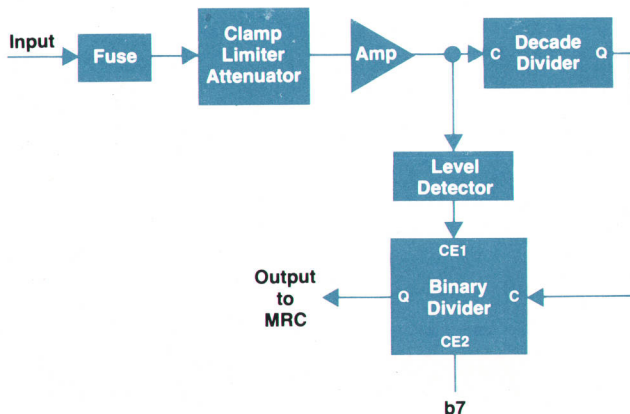 Input
Fuse
Clamp
Limiter
Attenuator
Amp
C
Decade
Divider
Q
Level
Detector
CE1
Output
to
MRC
Q
Binary
Divider
C
CE2
b7